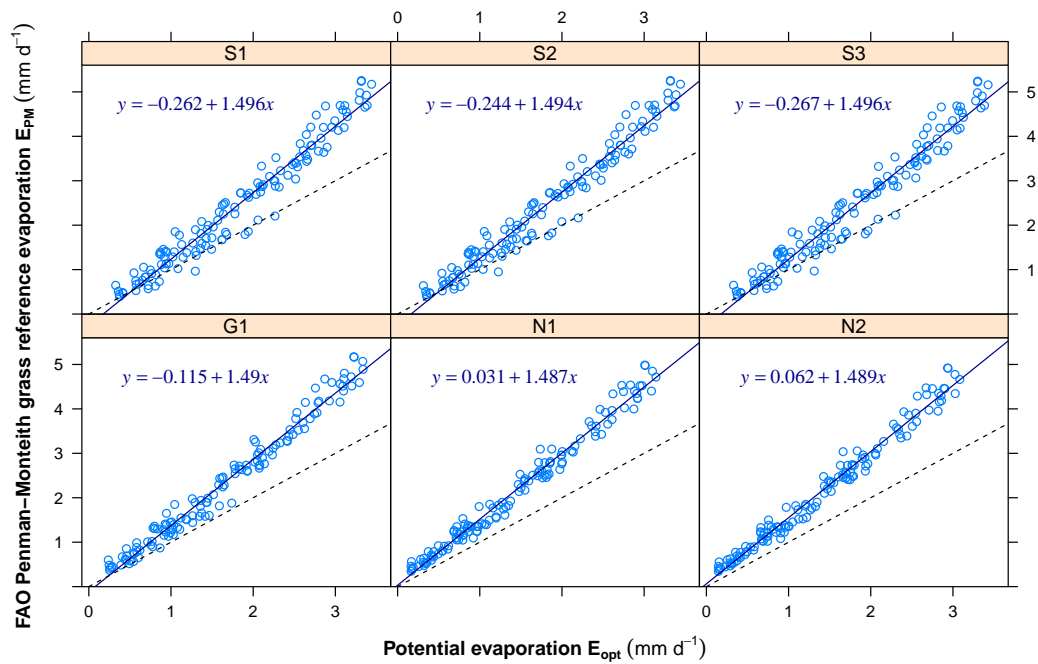 0 1 2 3
S1 S2 S3
y = −0.262 + 1.496x
y = −0.244 + 1.494x
y = −0.267 + 1.496x
5
4
3
2
1
G1 N1 N2
y = −0.115 + 1.49x
y = 0.031 + 1.487x
y = 0.062 + 1.489x
5
4
3
2
1
0 1 2 3
0 1 2 3
FAO Penman−Monteith grass reference evaporation E_PM (mm d⁻¹)
Potential evaporation E_opt (mm d⁻¹)